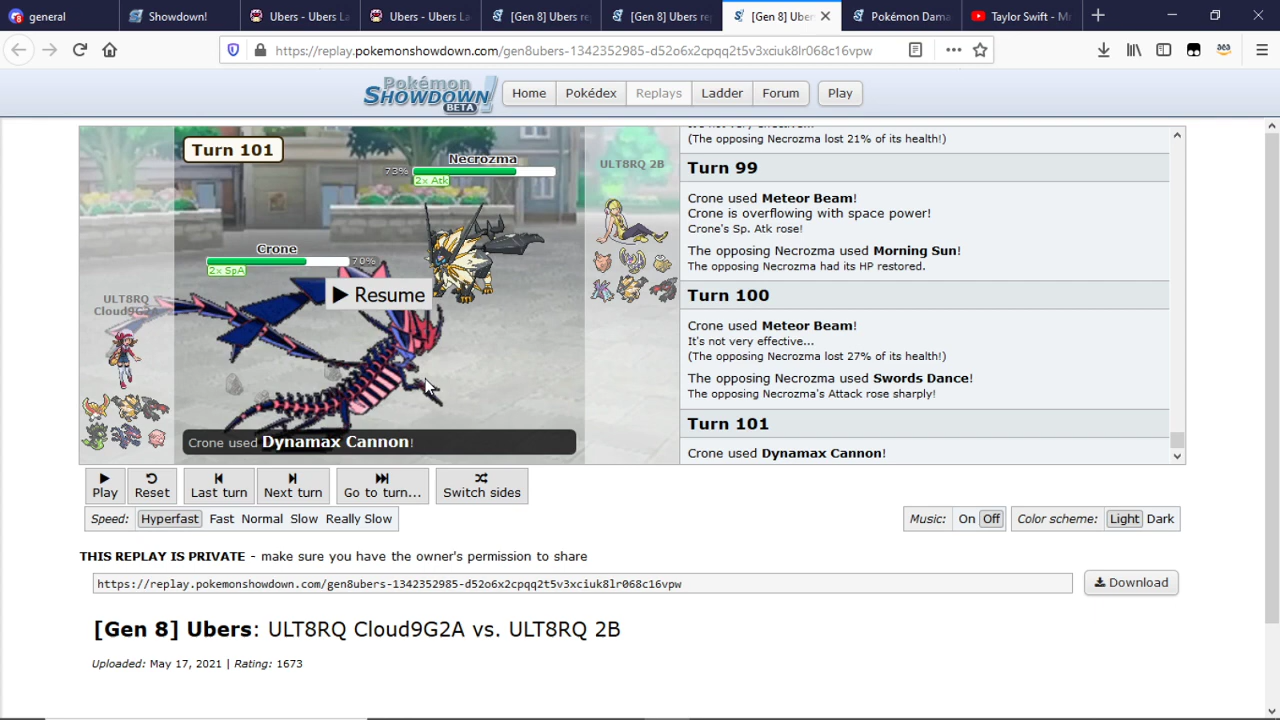 general
Showdown!
Ubers - Ubers La
Ubers - Ubers La
[Gen 8] Ubers re
[Gen 8] Ubers re
[Gen 8] Uber
Pokémon Dama
Taylor Swift - M
https://replay.pokemonshowdown.com/gen8ubers-1342352985-d52o6x2cpqq2t5v3xciuk8lr068c16vpw
Pokémon Showdown! BETA
Home
Pokédex
Replays
Ladder
Forum
Play
Turn 101
Necrozma
73%
2x Atk
Crone
70%
2x SpA
Resume
ULT8RQ
Cloud9G2A
ULT8RQ 2B
Crone used Dynamax Cannon!
(The opposing Necrozma lost 21% of its health!)
Turn 99
Crone used Meteor Beam!
Crone is overflowing with space power!
Crone's Sp. Atk rose!
The opposing Necrozma used Morning Sun!
The opposing Necrozma had its HP restored.
Turn 100
Crone used Meteor Beam!
It's not very effective...
(The opposing Necrozma lost 27% of its health!)
The opposing Necrozma used Swords Dance!
The opposing Necrozma's Attack rose sharply!
Turn 101
Crone used Dynamax Cannon!
Play
Reset
Last turn
Next turn
Go to turn...
Switch sides
Speed: Hyperfast Fast Normal Slow Really Slow
Music: On Off
Color scheme: Light Dark
THIS REPLAY IS PRIVATE - make sure you have the owner's permission to share
https://replay.pokemonshowdown.com/gen8ubers-1342352985-d52o6x2cpqq2t5v3xciuk8lr068c16vpw
Download
[Gen 8] Ubers: ULT8RQ Cloud9G2A vs. ULT8RQ 2B
Uploaded: May 17, 2021 | Rating: 1673